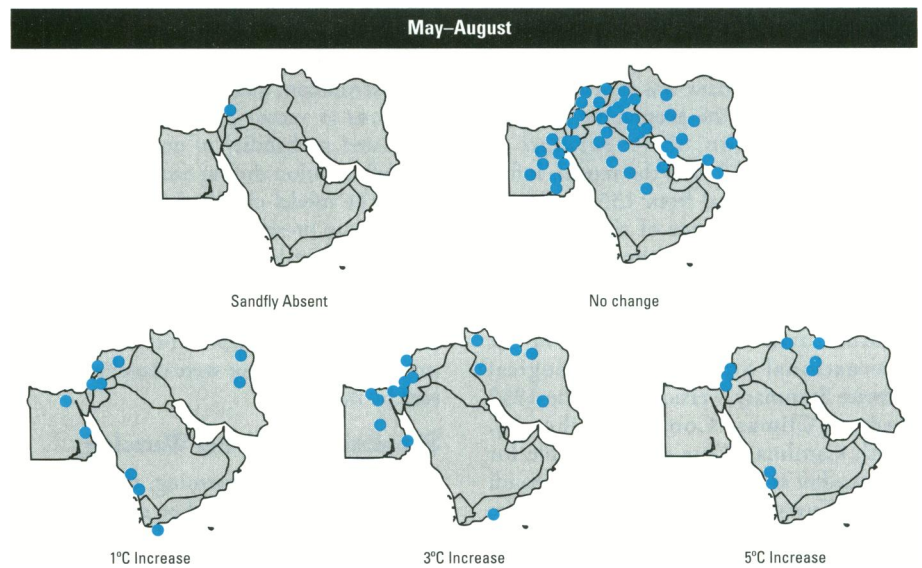 May–August
Sandfly Absent
No change
1ºC Increase
3ºC Increase
5ºC Increase